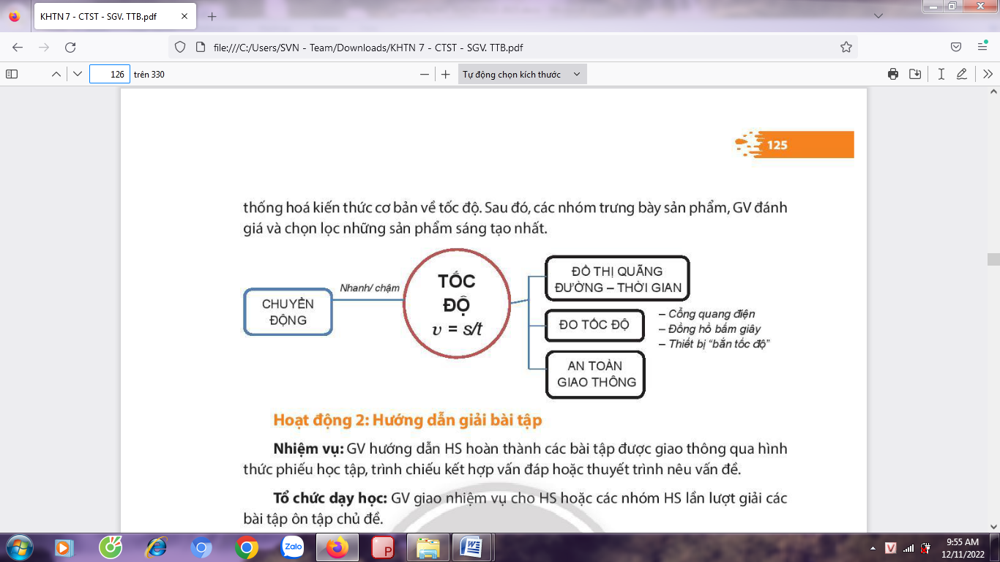 KHTN 7 - CTST - SGV. TTB.pdf
file:///C:/Users/SVN - Team/Downloads/KHTN 7 - CTST - SGV. TTB.pdf
126 trên 330
Tự động chọn kích thước
125
thống hoá kiến thức cơ bản về tốc độ. Sau đó, các nhóm trưng bày sản phẩm, GV đánh
giá và chọn lọc những sản phẩm sáng tạo nhất.
CHUYỂN
ĐỘNG
Nhanh/ chậm
TỐC
ĐỘ
v = s/t
ĐỒ THỊ QUÃNG
ĐƯỜNG – THỜI GIAN
ĐO TỐC ĐỘ
– Cổng quang điện
– Đồng hồ bấm giây
– Thiết bị “bắn tốc độ”
AN TOÀN
GIAO THÔNG
Hoạt động 2: Hướng dẫn giải bài tập
Nhiệm vụ: GV hướng dẫn HS hoàn thành các bài tập được giao thông qua hình
thức phiếu học tập, trình chiếu kết hợp vấn đáp hoặc thuyết trình nêu vấn đề.
Tổ chức dạy học: GV giao nhiệm vụ cho HS hoặc các nhóm HS lần lượt giải các
bài tập ôn tập chủ đề.
Zalo
P
W
V
9:55 AM
12/11/2022